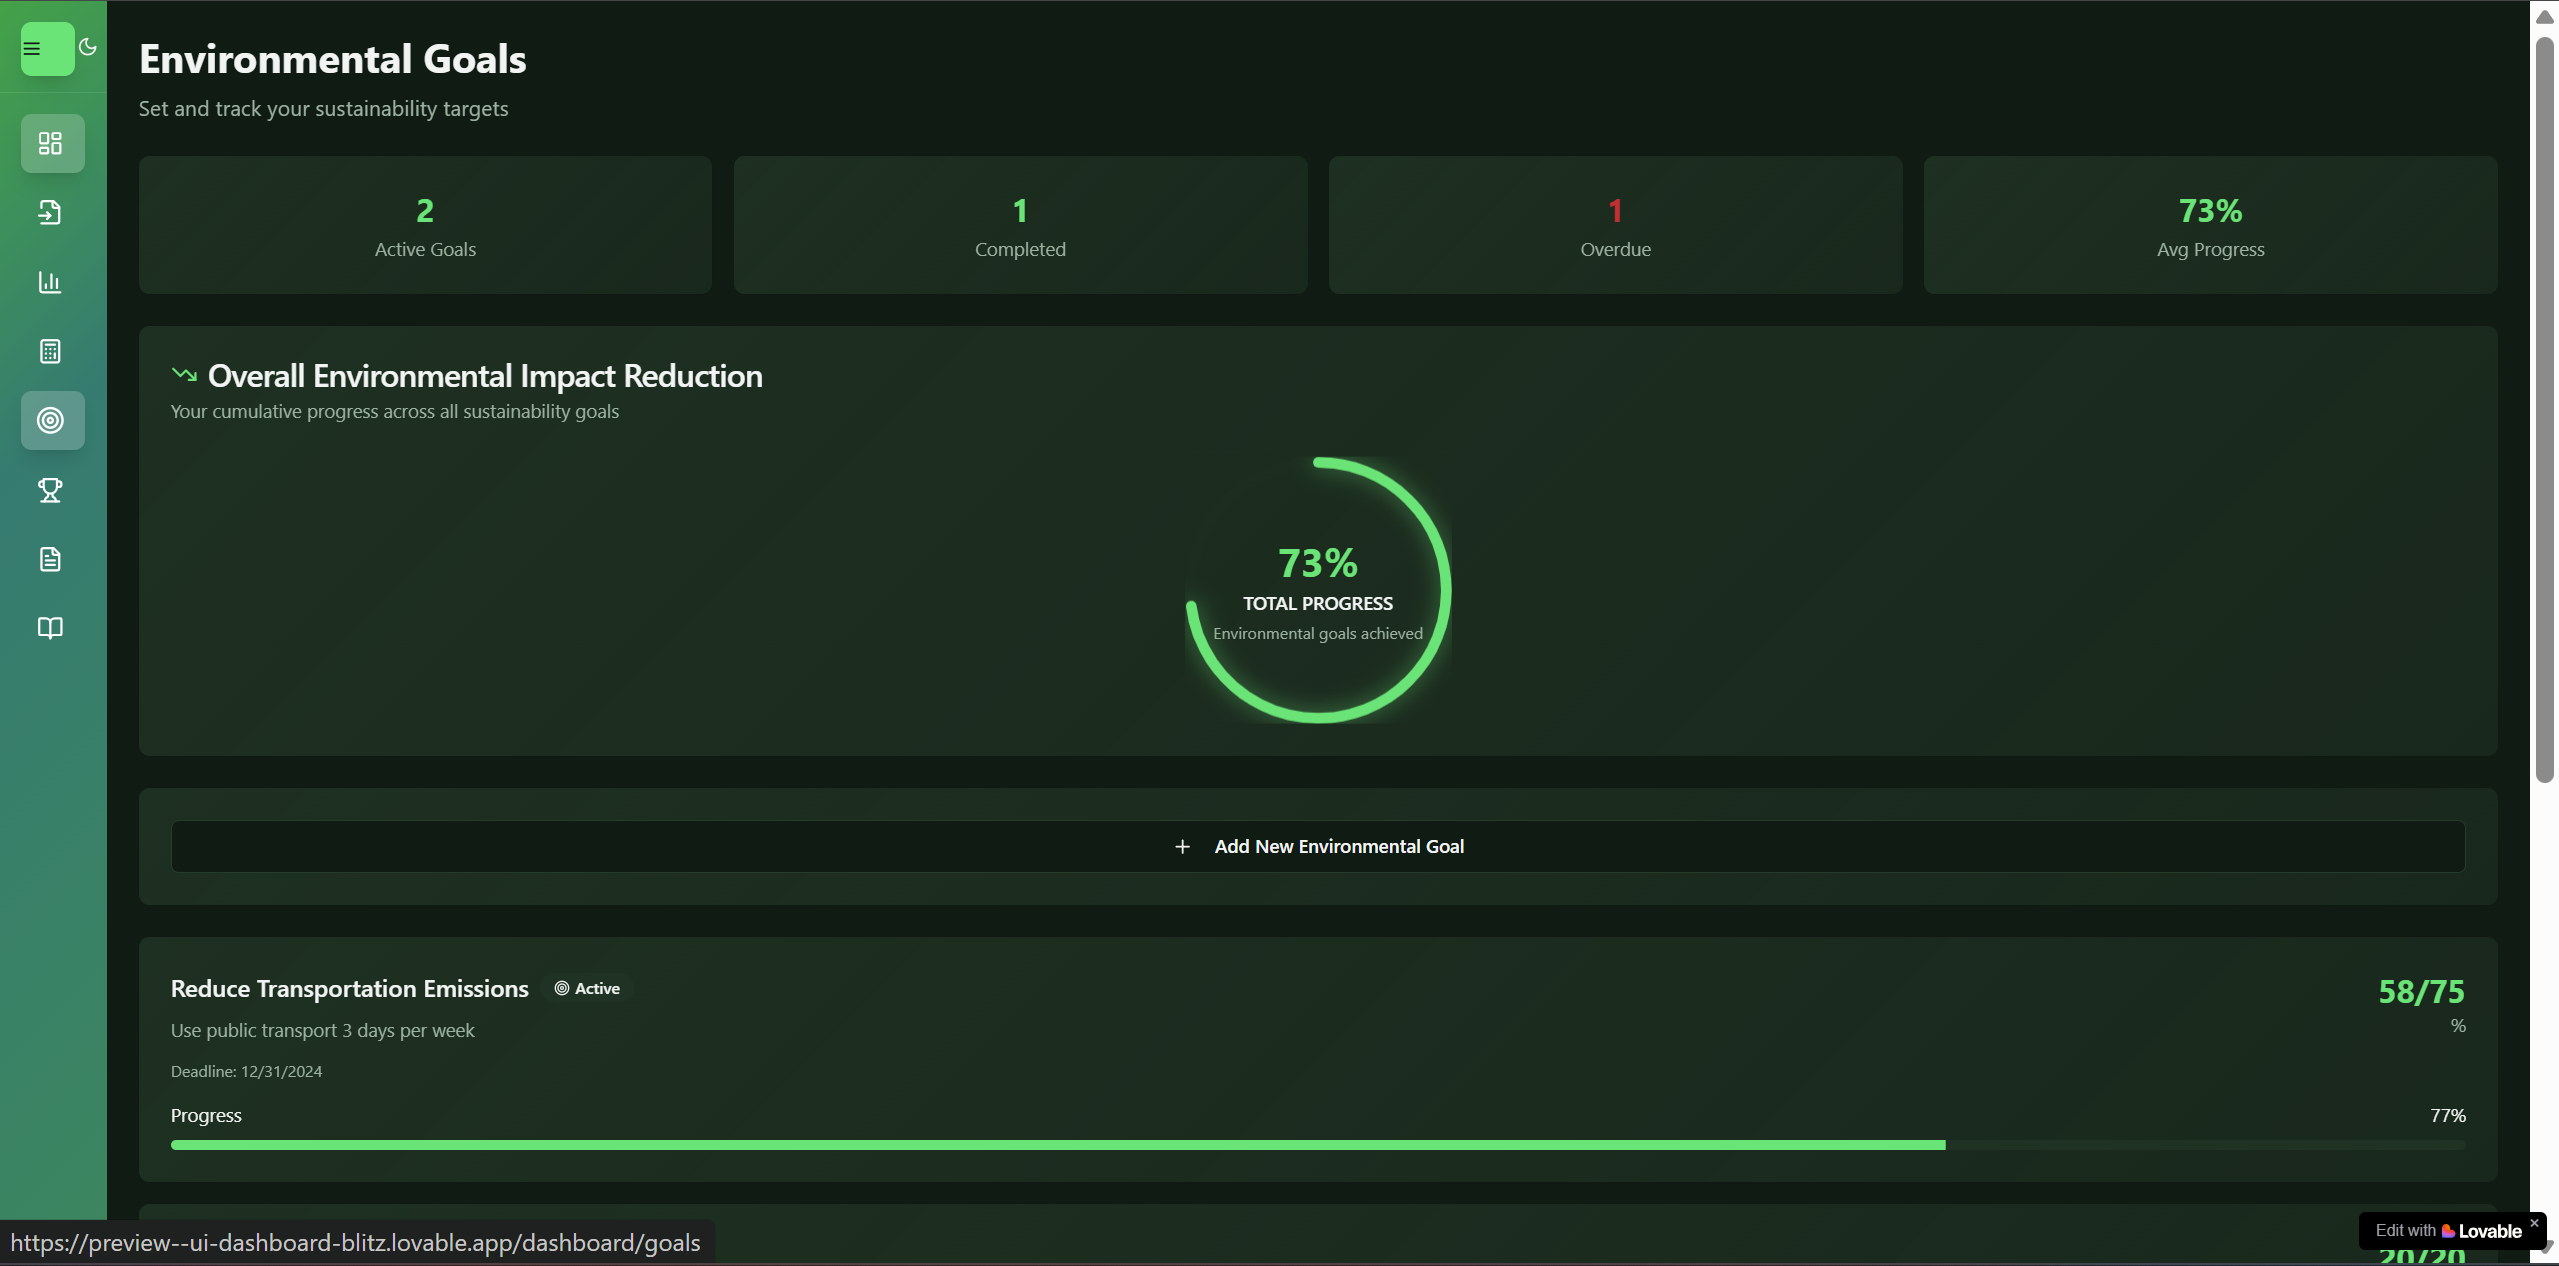 Environmental Goals
Set and track your sustainability targets
2
Active Goals
1
Completed
1
Overdue
73%
Avg Progress
Overall Environmental Impact Reduction
Your cumulative progress across all sustainability goals
73%
TOTAL PROGRESS
Environmental goals achieved
Add New Environmental Goal
Reduce Transportation Emissions
Active
58/75
%
Use public transport 3 days per week
Deadline: 12/31/2024
Progress
77%
20/20
https://preview--ui-dashboard-blitz.lovable.app/dashboard/goals
Edit with Lovable